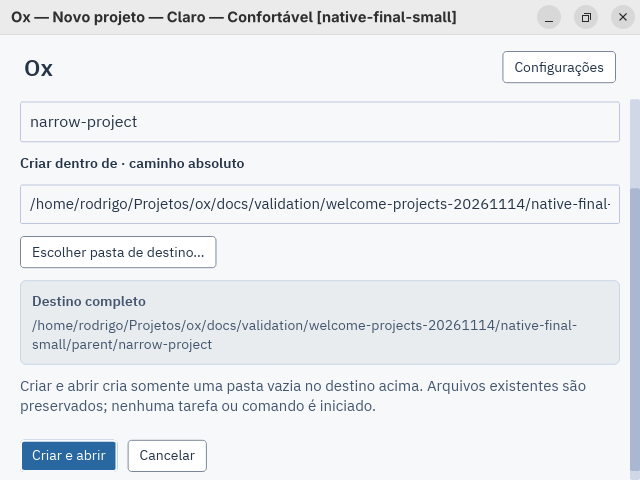 Ox — Novo projeto — Claro — Confortável [native-final-small]
Ox
Configurações
narrow-project
Criar dentro de · caminho absoluto
/home/rodrigo/Projetos/ox/docs/validation/welcome-projects-20261114/native-final-
Escolher pasta de destino...
Destino completo
/home/rodrigo/Projetos/ox/docs/validation/welcome-projects-20261114/native-final-
small/parent/narrow-project
Criar e abrir cria somente uma pasta vazia no destino acima. Arquivos existentes são
preservados; nenhuma tarefa ou comando é iniciado.
Criar e abrir
Cancelar